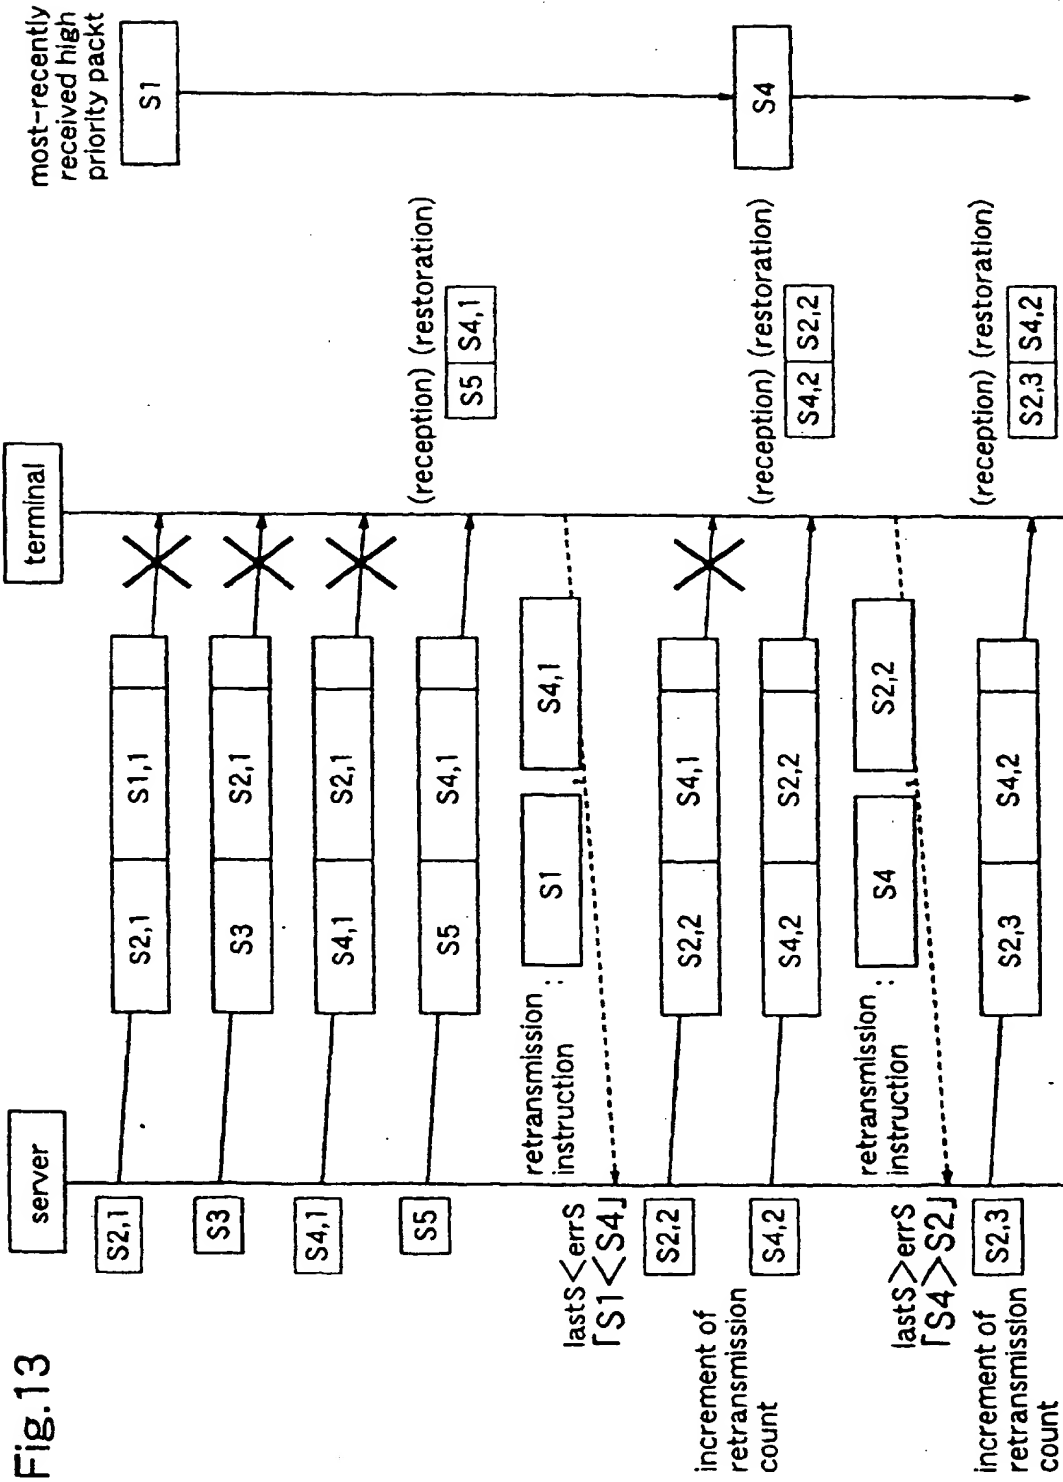 Fig.13
server
terminal
most-recently
received high
priority packt
S1
S2,1
S2,1
S1,1
S3
S3
S2,1
S4,1
S4,1
S2,1
S5
S5
S4,1
(reception) (restoration)
S5
S4,1
retransmission
instruction
:
S1
,
S4,1
lastS<errS
「S1<S4」
increment of
retransmission
count
S2,2
S2,2
S4,1
S4
S4,2
S4,2
S2,2
(reception) (restoration)
S4,2
S2,2
retransmission
instruction
:
S4
,
S2,2
lastS>errS
「S4>S2」
increment of
retransmission
count
S2,3
S2,3
S4,2
(reception) (restoration)
S2,3
S4,2